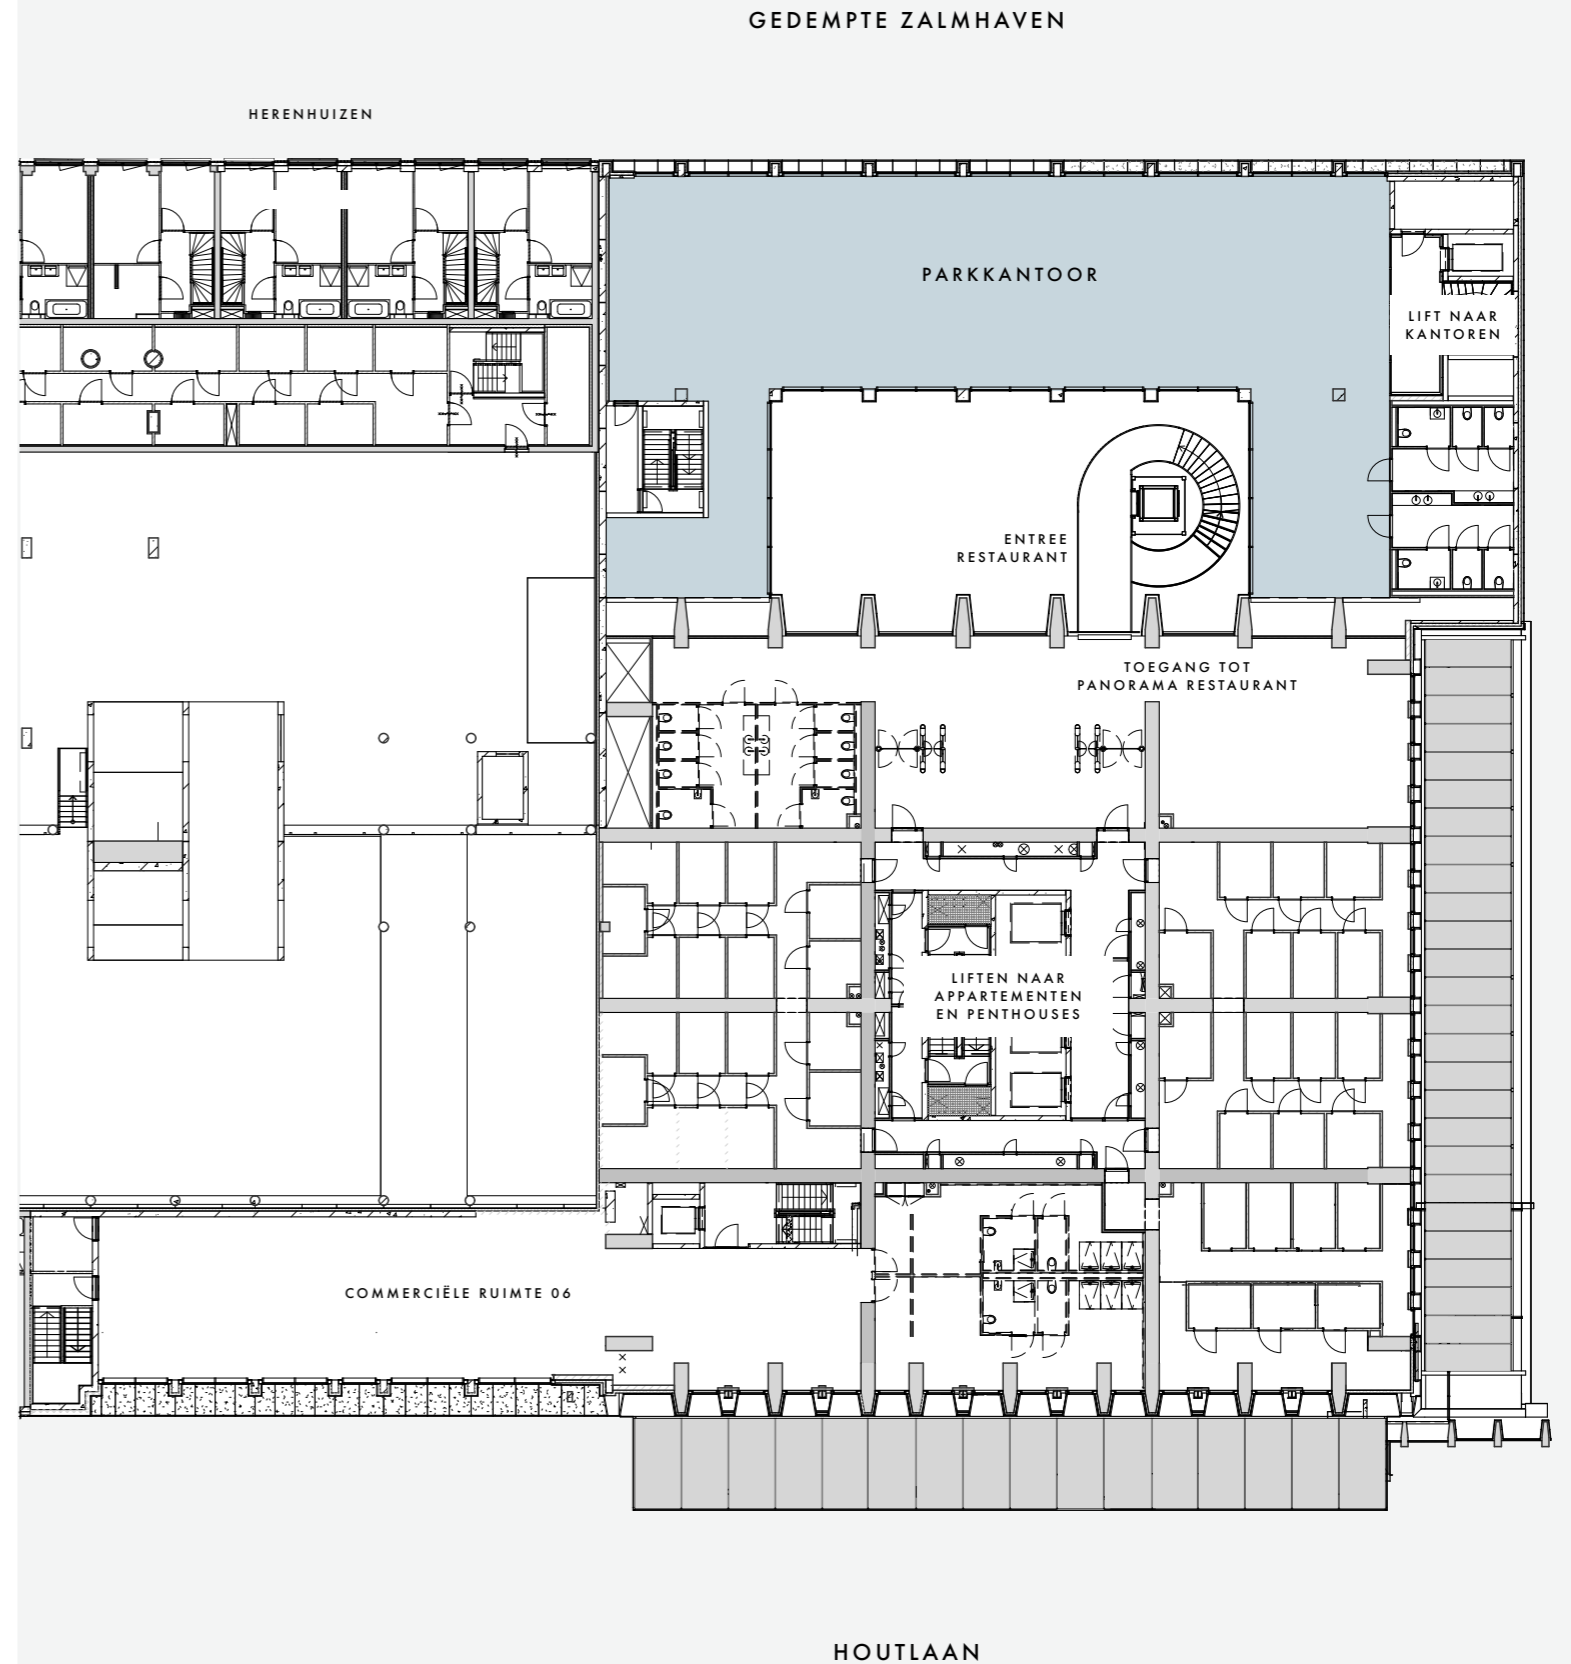 GEDEMPTE ZALMHAVEN
HERENHUIZEN
PARKKANTOOR
LIFT NAAR
KANTOREN
ENTREE
RESTAURANT
TOEGANG TOT
PANORAMA RESTAURANT
LIFTEN NAAR
APPARTEMENTEN
EN PENTHOUSES
COMMERCIËLE RUIMTE 06
HOUTLAAN